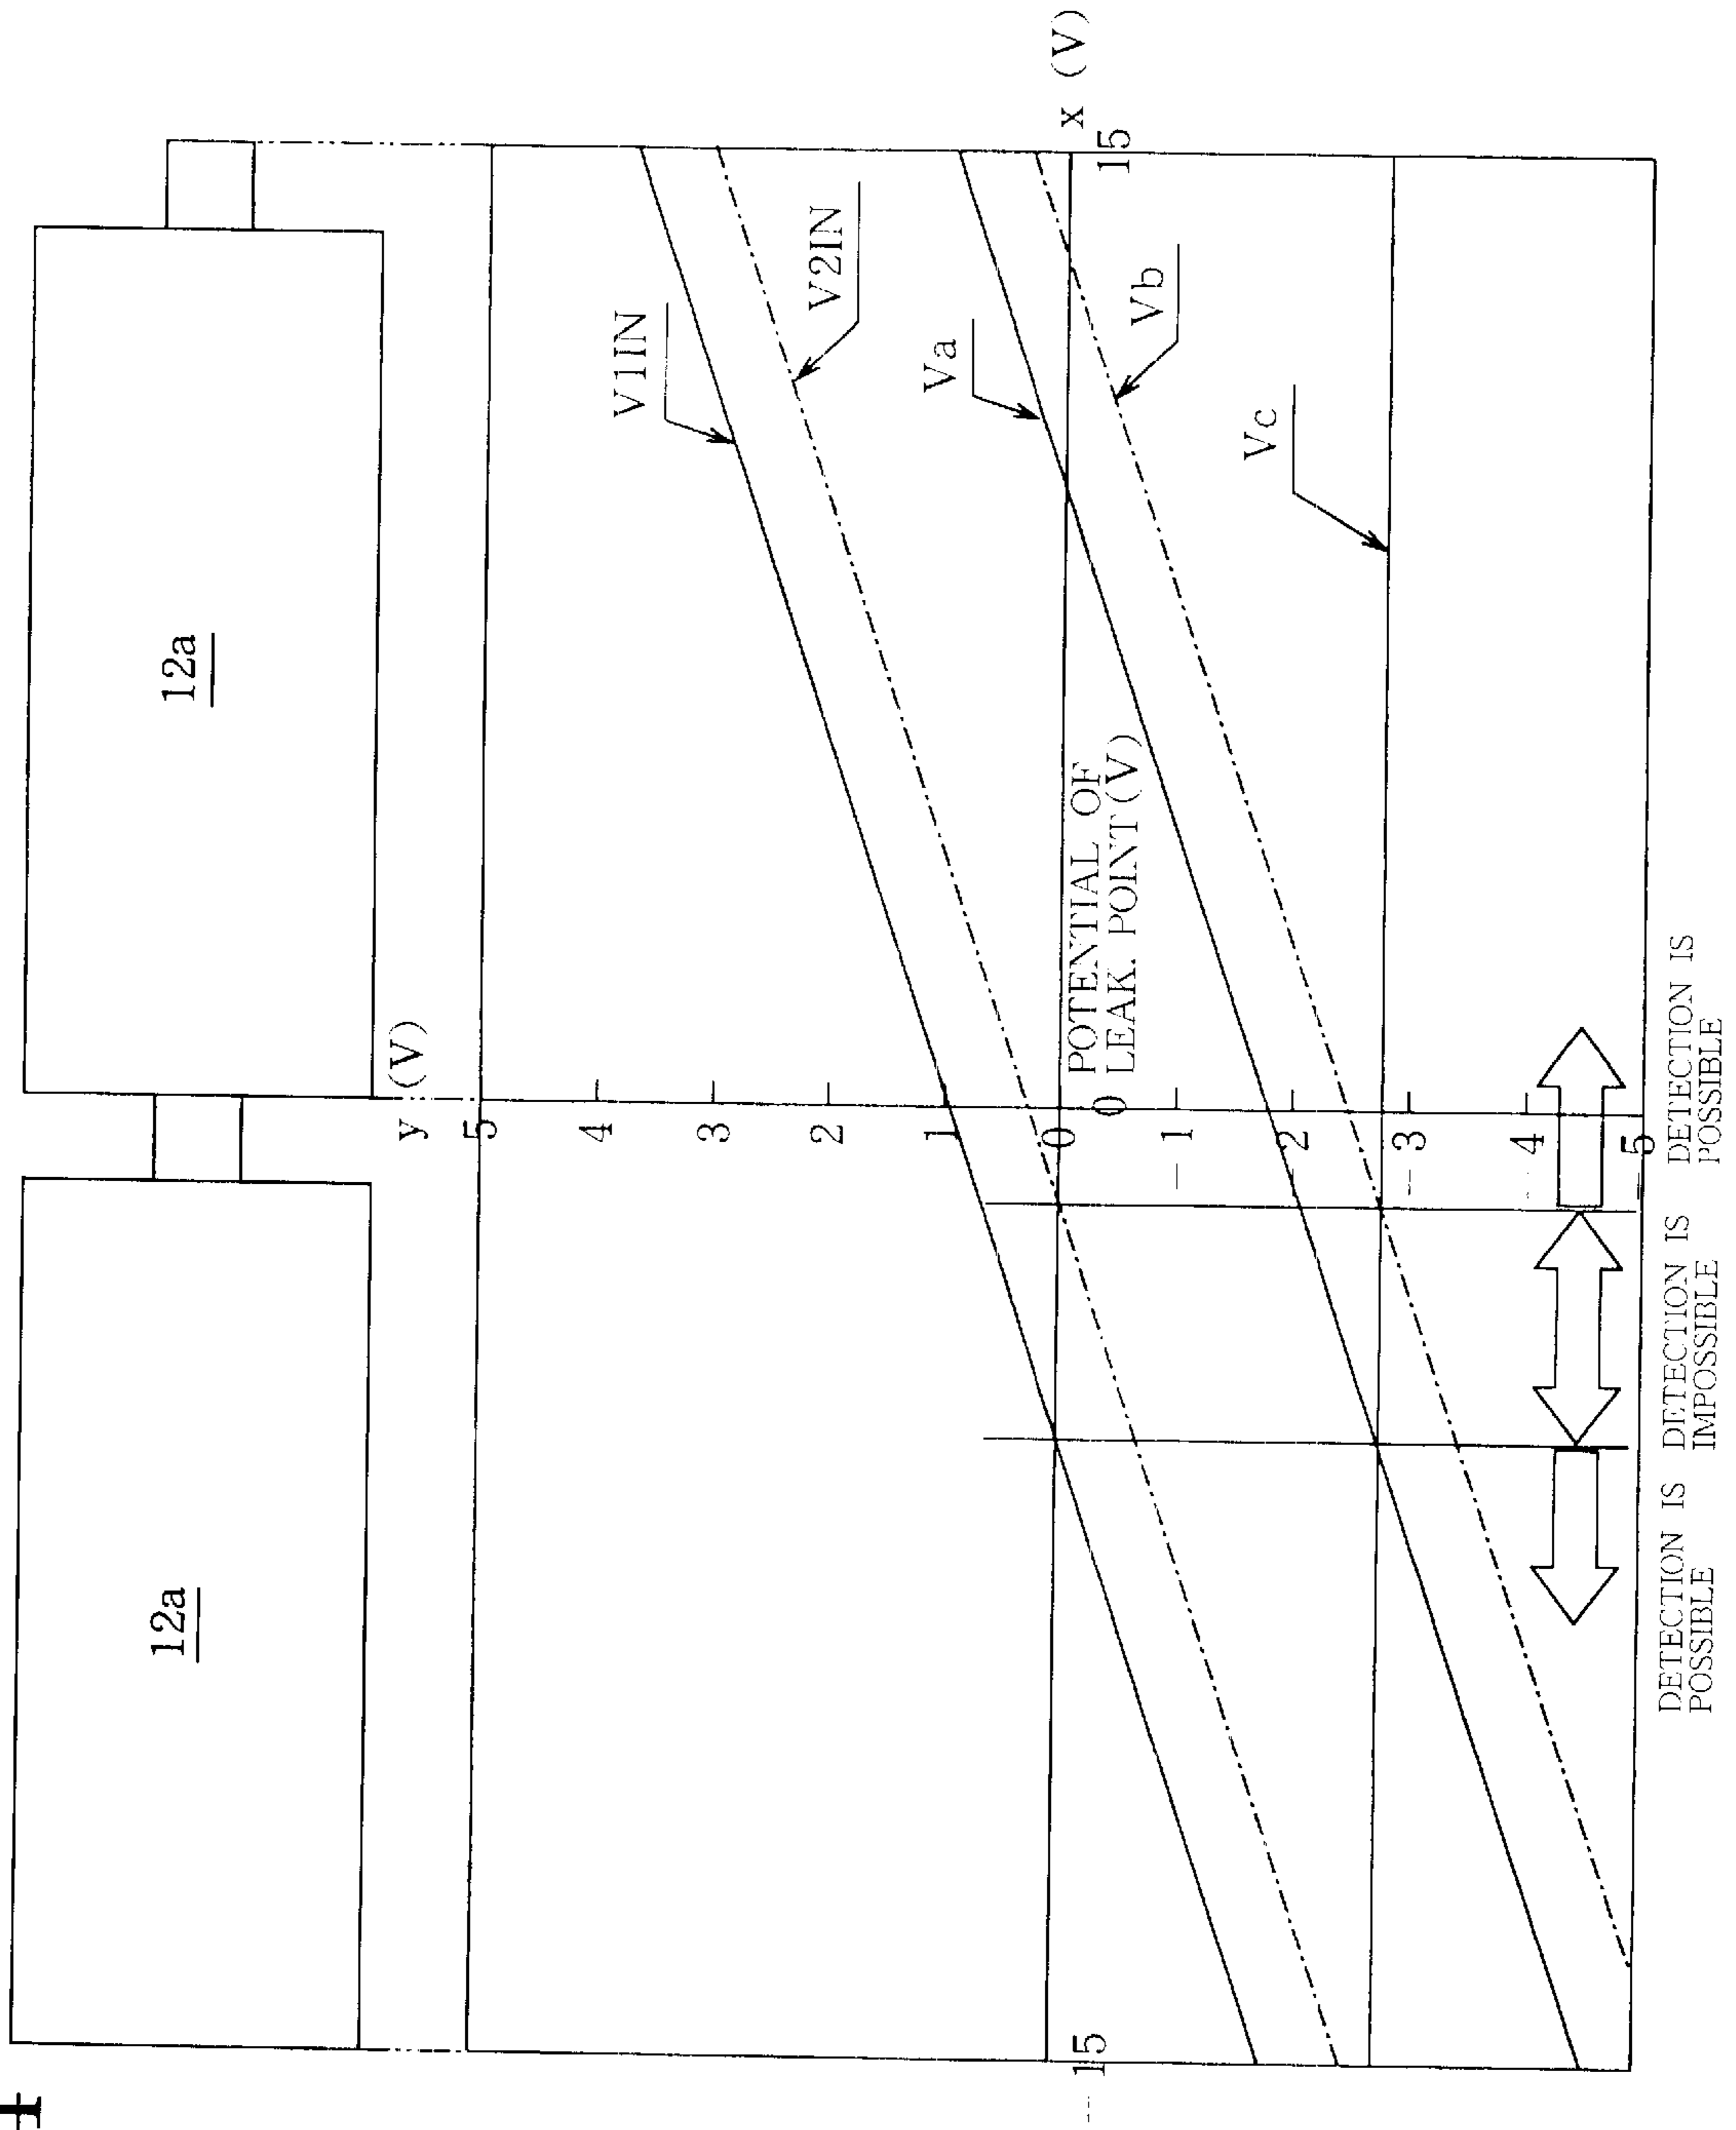 12a
12a
y (V)
5
4
3
2
1
0
-1
-2
-3
-4
-5
-15
0
15
x (V)
POTENTIAL OF
LEAK. POINT (V)
V1IN
V2IN
Va
Vb
Vc
DETECTION IS
POSSIBLE
DETECTION IS
IMPOSSIBLE
DETECTION IS
POSSIBLE